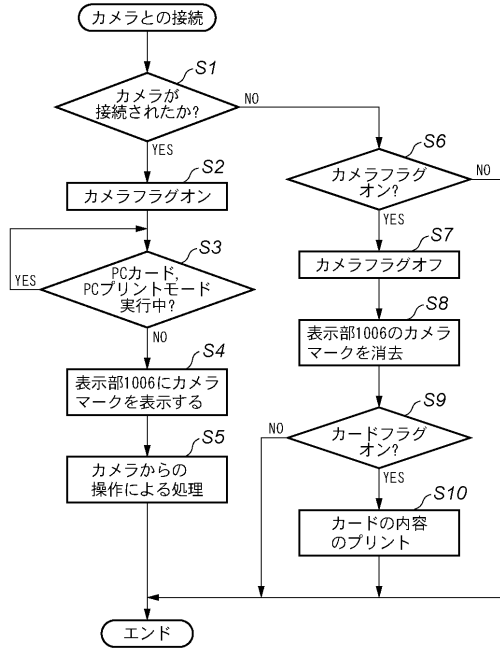 カメラとの接続
S1
カメラが
接続されたか?
NO
YES
S2
カメラフラグオン
S3
PCカード,
PCプリントモード
実行中?
YES
NO
S4
表示部1006にカメラ
マークを表示する
S5
カメラからの
操作による処理
S6
カメラフラグ
オン?
NO
YES
S7
カメラフラグオフ
S8
表示部1006のカメラ
マークを消去
S9
カードフラグ
オン?
NO
YES
S10
カードの内容
のプリント
エンド